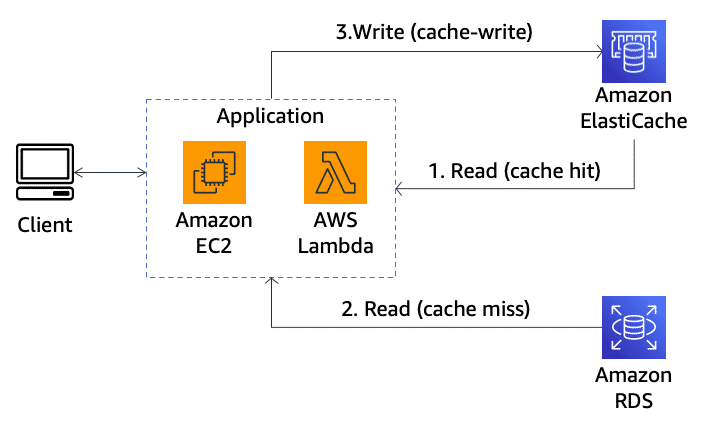 3.Write (cache-write)
Amazon
ElastiCache
Application
1. Read (cache hit)
Client
Amazon
EC2
AWS
Lambda
2. Read (cache miss)
Amazon
RDS